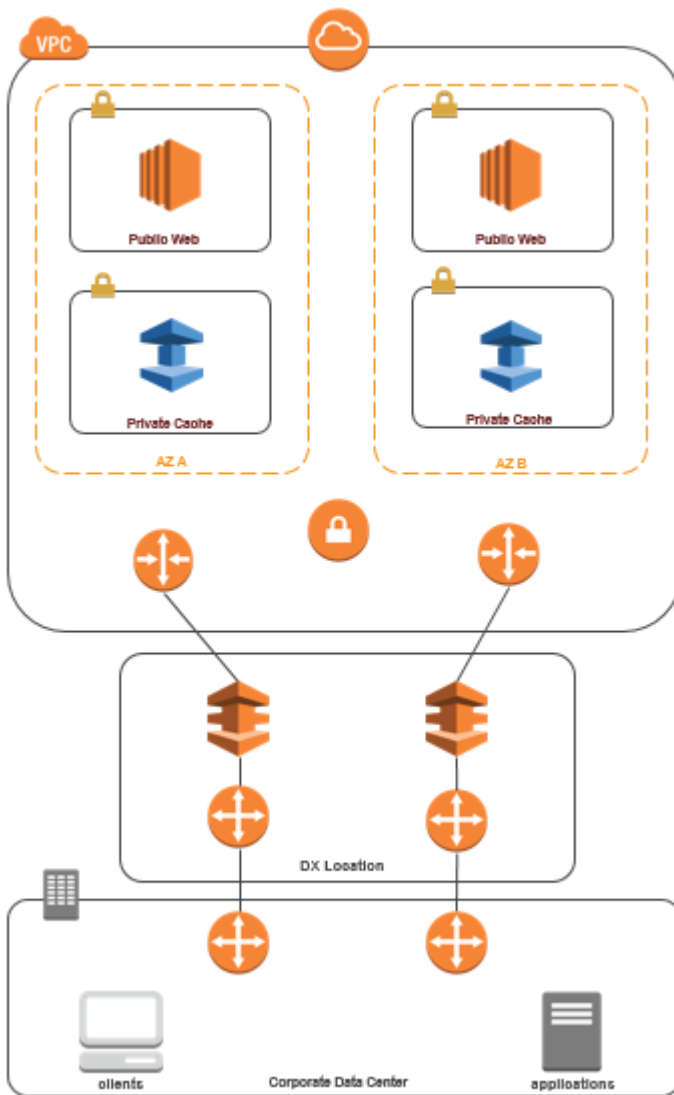 VPC
Public Web
Public Web
Private Cache
Private Cache
AZ A
AZ B
DX Location
clients
Corporate Data Center
applications